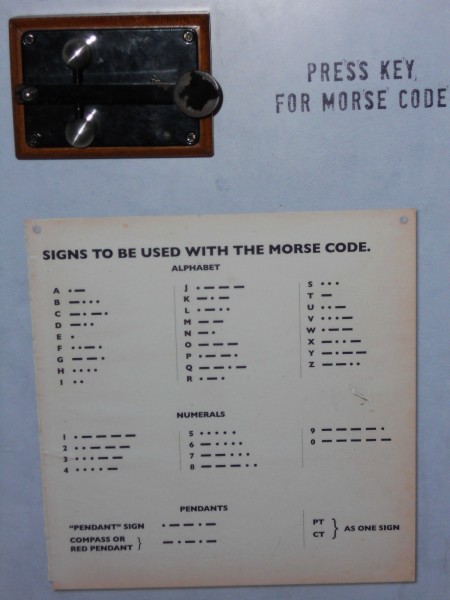 PRESS KEY
FOR MORSE CODE
SIGNS TO BE USED WITH THE MORSE CODE.
ALPHABET
A ·—
B —···
C —·—·
D —··
E ·
F ··—·
G ——·
H ····
I ··
J ·———
K —·—
L ·—··
M ——
N —·
O ———
P ·——·
Q ——·—
R ·—·
S ···
T —
U ··—
V ···—
W ·——
X —··—
Y —·——
Z ——··
NUMERALS
1 ·————
2 ··———
3 ···——
4 ····—
5 ·····
6 —····
7 ——···
8 ———··
9 ————·
0 —————
PENDANTS
"PENDANT" SIGN ·——·—
COMPASS OR
RED PENDANT } —·—·—
PT
CT } AS ONE SIGN